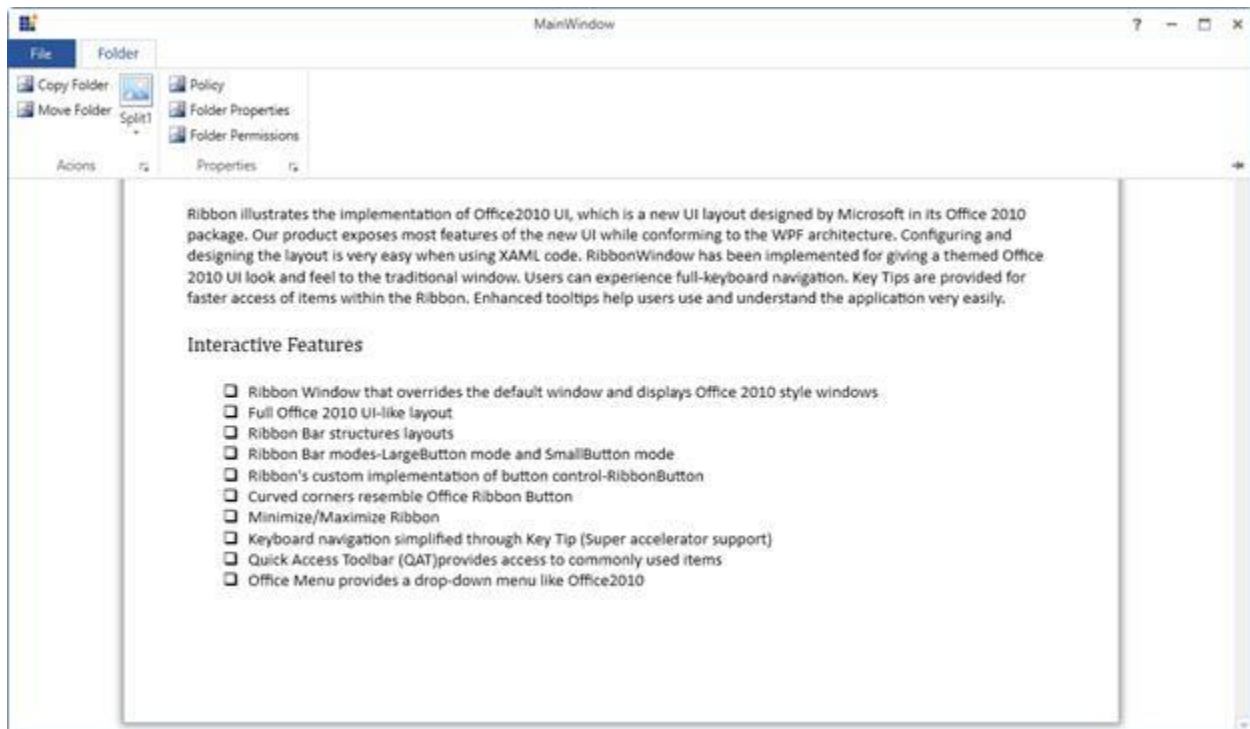 MainWindow
File Folder
Copy Folder
Move Folder
Split1
Policy
Folder Properties
Folder Permissions
Acions
Properties
Ribbon illustrates the implementation of Office2010 UI, which is a new UI layout designed by Microsoft in its Office 2010
package. Our product exposes most features of the new UI while conforming to the WPF architecture. Configuring and
designing the layout is very easy when using XAML code. RibbonWindow has been implemented for giving a themed Office
2010 UI look and feel to the traditional window. Users can experience full-keyboard navigation. Key Tips are provided for
faster access of items within the Ribbon. Enhanced tooltips help users use and understand the application very easily.
Interactive Features
Ribbon Window that overrides the default window and displays Office 2010 style windows
Full Office 2010 UI-like layout
Ribbon Bar structures layouts
Ribbon Bar modes-LargeButton mode and SmallButton mode
Ribbon's custom implementation of button control-RibbonButton
Curved corners resemble Office Ribbon Button
Minimize/Maximize Ribbon
Keyboard navigation simplified through Key Tip (Super accelerator support)
Quick Access Toolbar (QAT)provides access to commonly used items
Office Menu provides a drop-down menu like Office2010